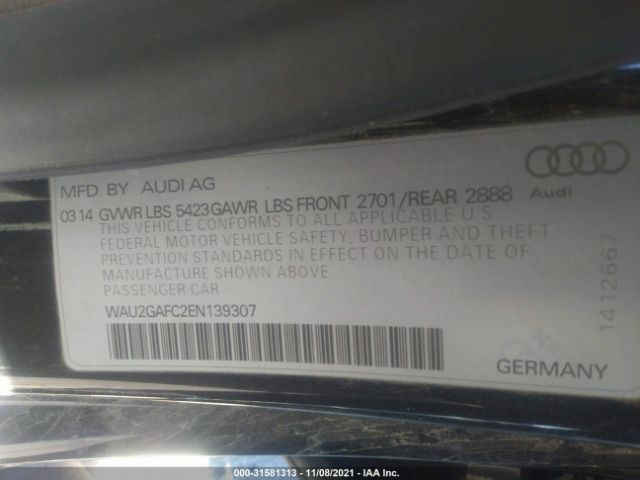 MFD. BY AUDI AG
03 14 GVWR LBS 5423 GAWR LBS FRONT 2701/REAR 2888
THIS VEHICLE CONFORMS TO ALL APPLICABLE U S
FEDERAL MOTOR VEHICLE SAFETY, BUMPER AND THEFT
PREVENTION STANDARDS IN EFFECT ON THE DATE OF
MANUFACTURE SHOWN ABOVE
PASSENGER CAR
WAU2GAFC2EN139307
Audi
1412667
GERMANY
000-31581313 - 11/08/2021 - IAA Inc.